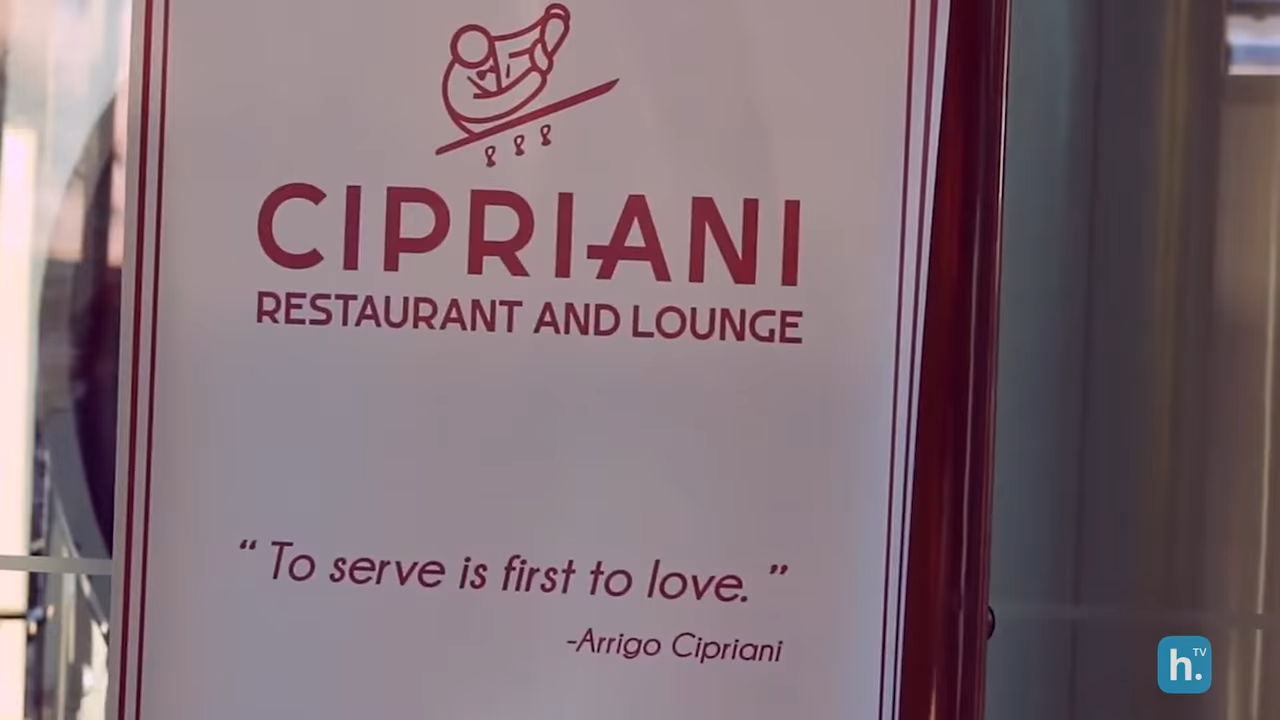 CIPRIANI
RESTAURANT AND LOUNGE
“ To serve is first to love. ”
-Arrigo Cipriani
h.TV